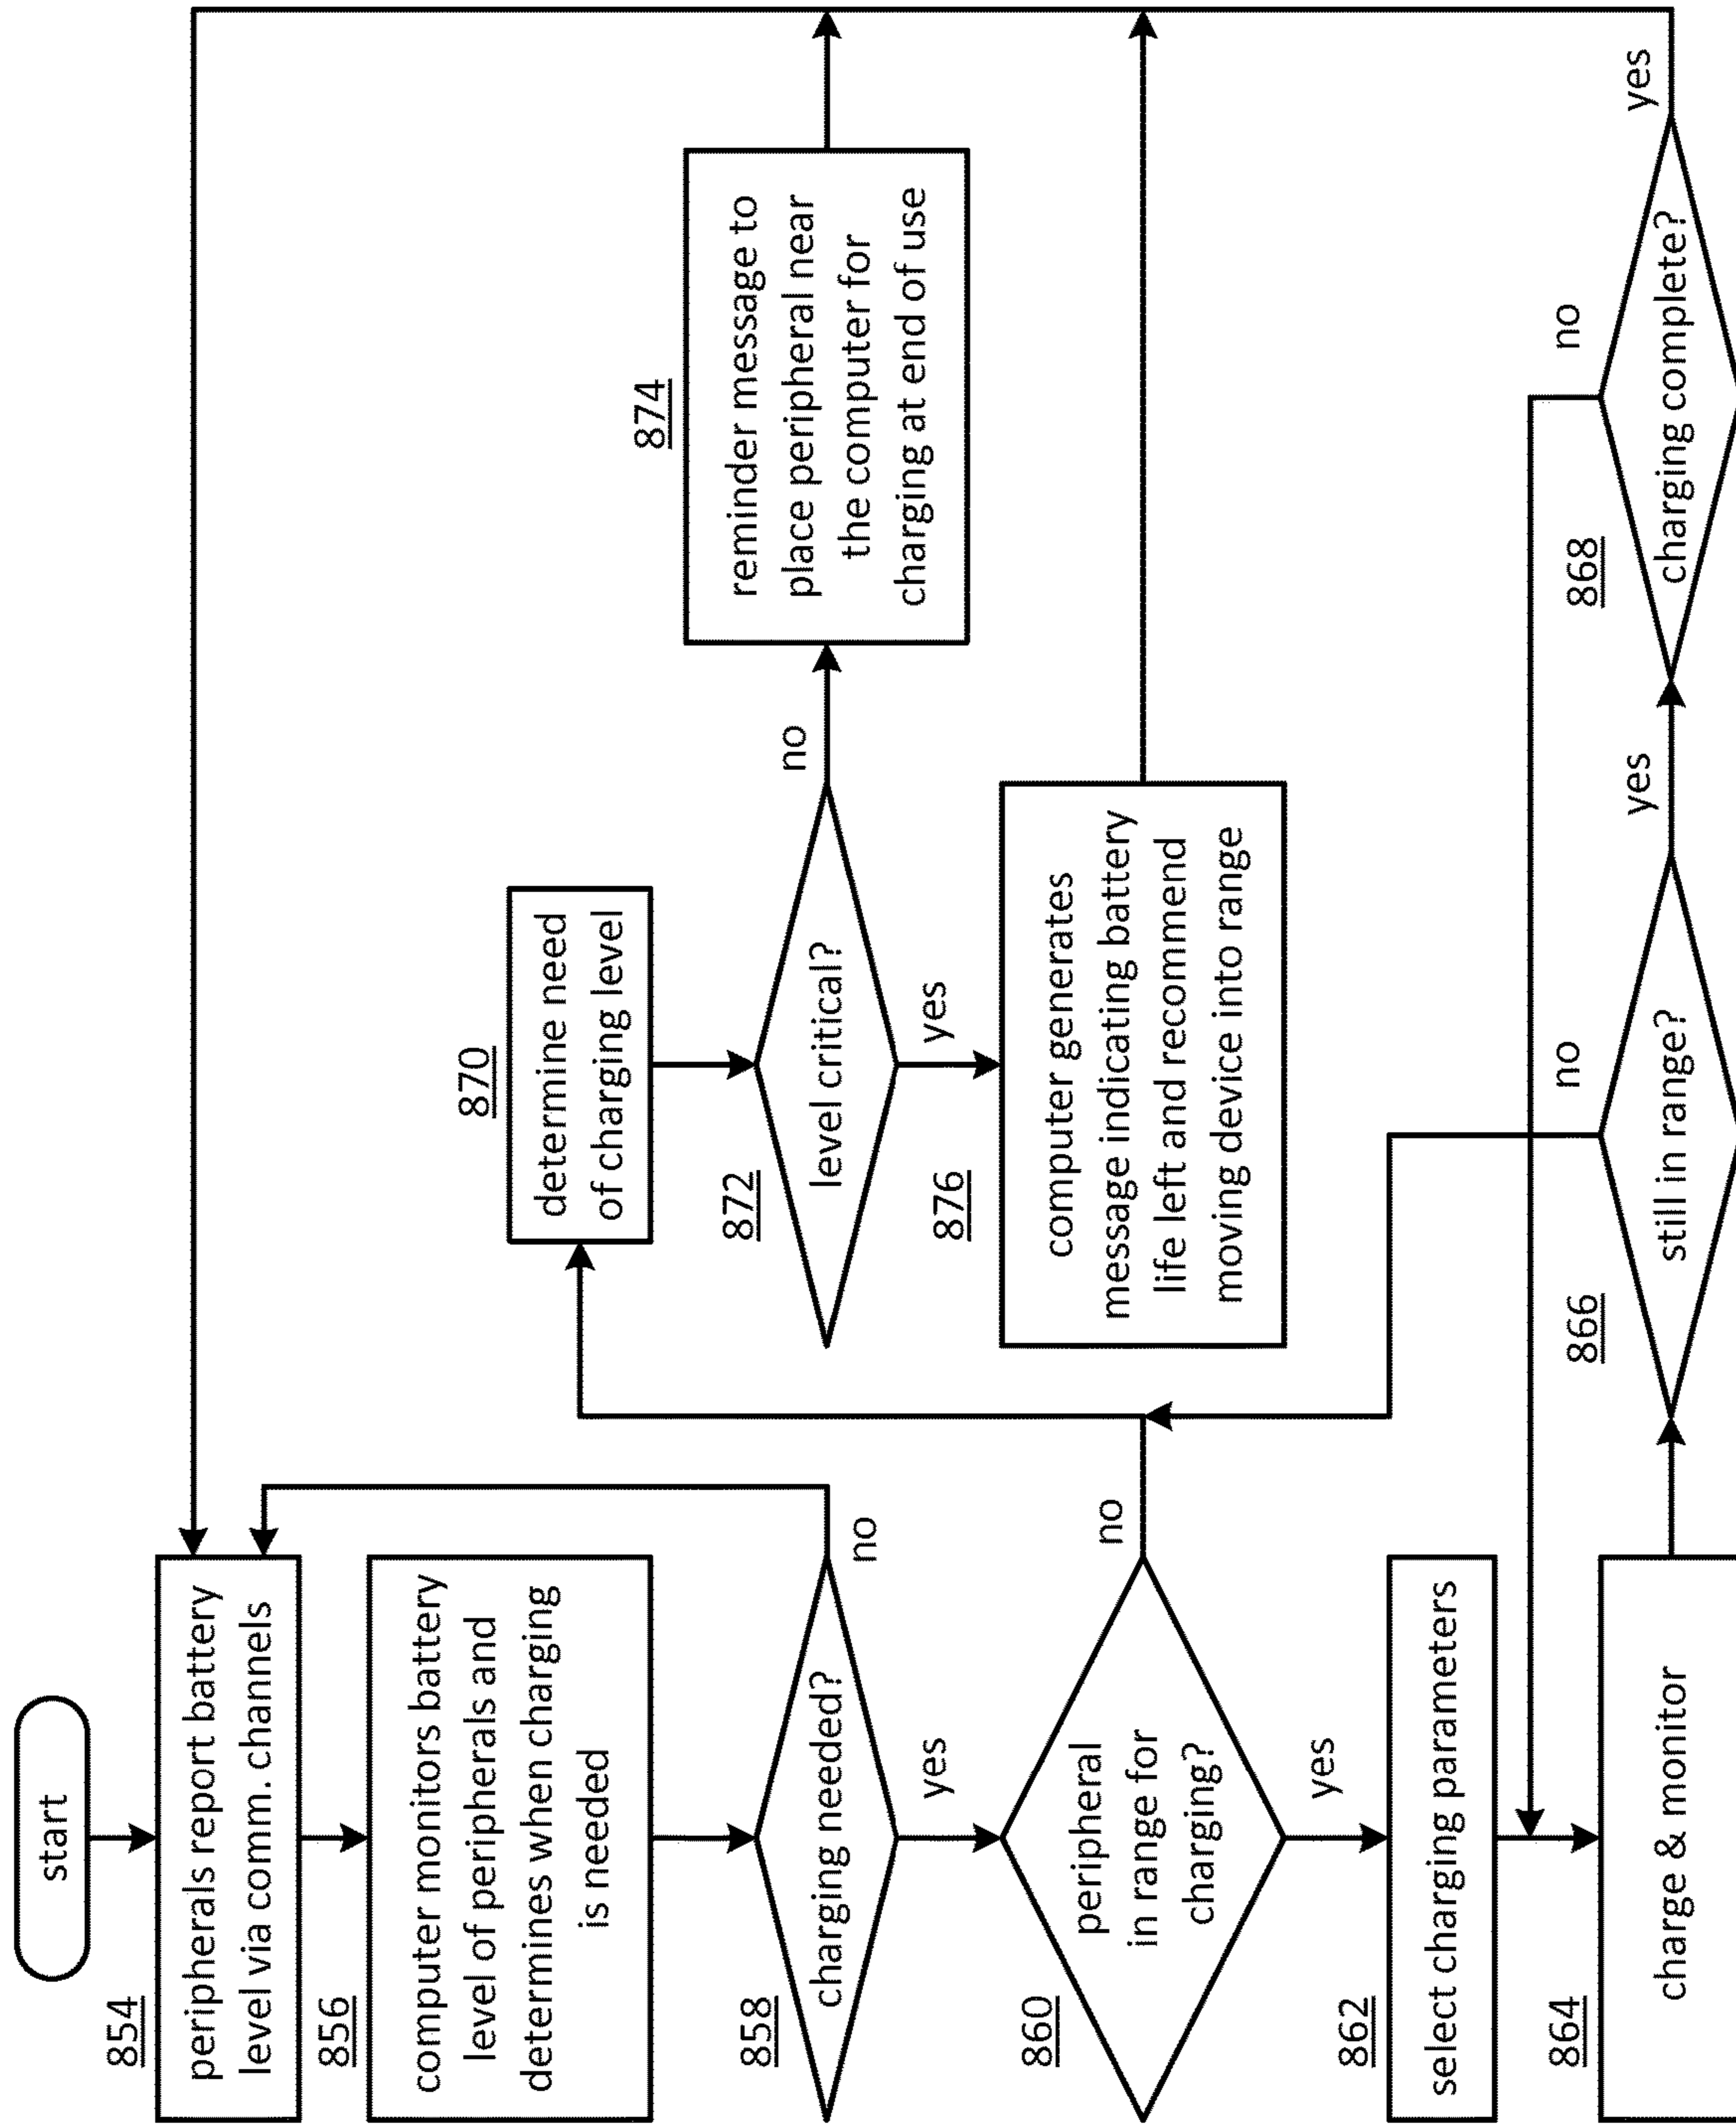 start
854
peripherals report battery
level via comm. channels
856
computer monitors battery
level of peripherals and
determines when charging
is needed
858
charging needed?
no
yes
860
peripheral
in range for
charging?
no
yes
862
select charging parameters
864
charge & monitor
866
still in range?
no
yes
868
charging complete?
no
yes
870
determine need
of charging level
872
level critical?
no
yes
874
reminder message to
place peripheral near
the computer for
charging at end of use
876
computer generates
message indicating battery
life left and recommend
moving device into range